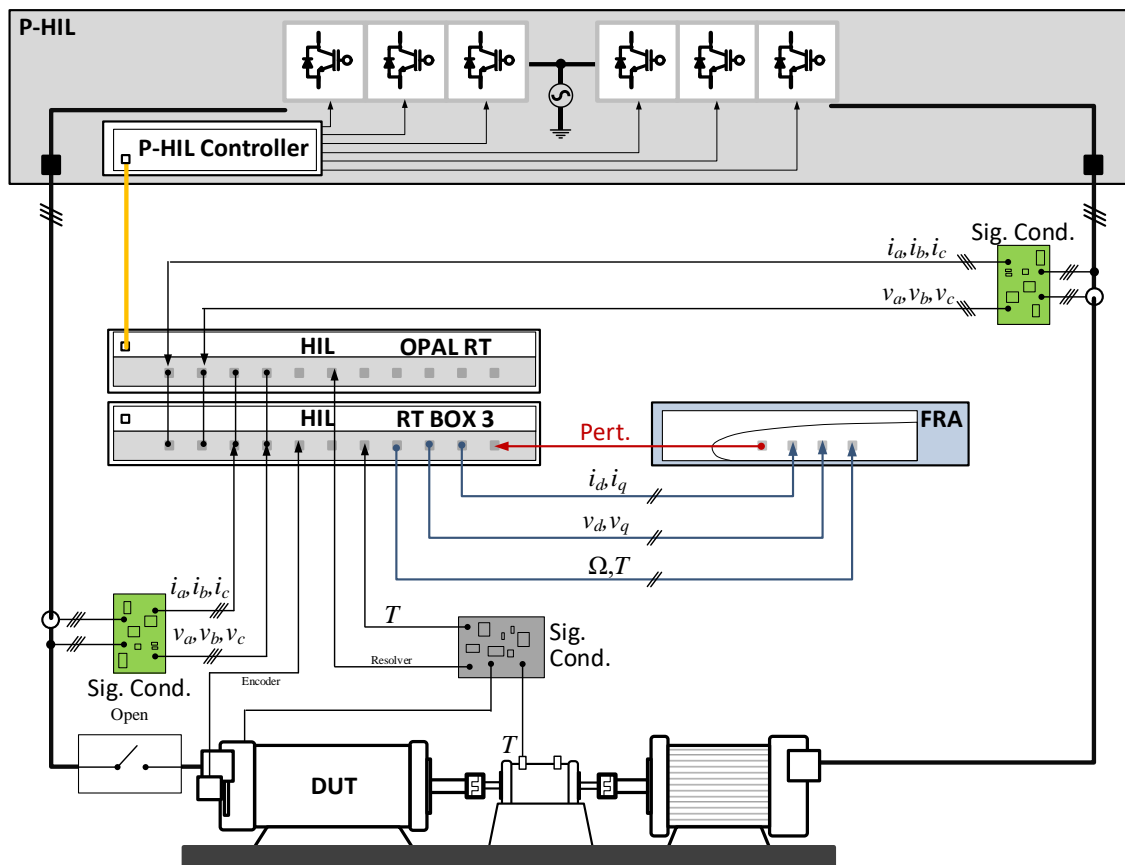 P-HIL
P-HIL Controller
Sig. Cond.
i_a,i_b,i_c
v_a,v_b,v_c
HIL OPAL RT
HIL RT BOX 3
Pert.
FRA
i_d,i_q
v_d,v_q
Ω,T
i_a,i_b,i_c
v_a,v_b,v_c
Sig. Cond.
T
Resolver
Sig.
Cond.
Encoder
Open
T
DUT